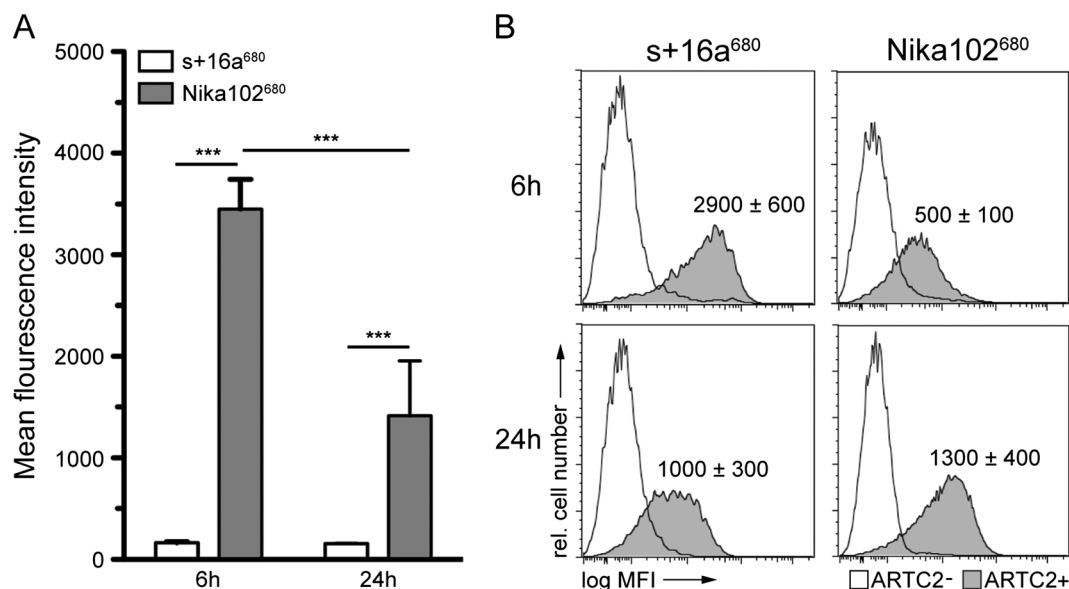 A
5000
4000
3000
2000
1000
0
Mean flourescence intensity
s+16a⁶⁸⁰
Nika102⁶⁸⁰
***
***
***
6h
24h
B
s+16a⁶⁸⁰
Nika102⁶⁸⁰
6h
2900 ± 600
500 ± 100
24h
1000 ± 300
1300 ± 400
rel. cell number
log MFI
ARTC2-
ARTC2+